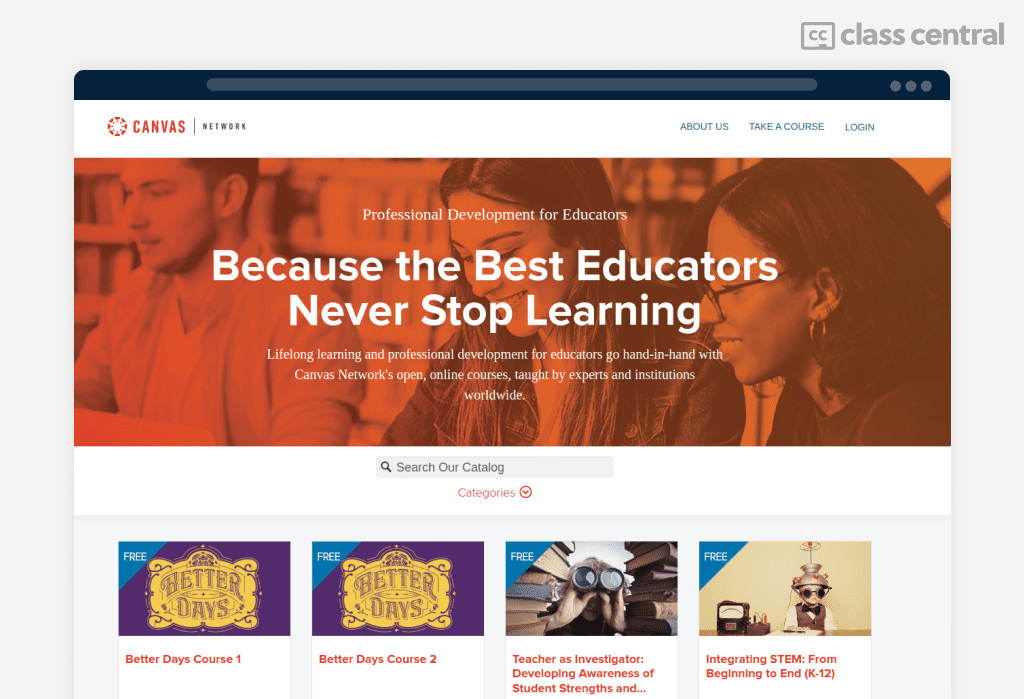 cc class central
CANVAS NETWORK
ABOUT US TAKE A COURSE LOGIN
Professional Development for Educators
Because the Best Educators
Never Stop Learning
Lifelong learning and professional development for educators go hand-in-hand with
Canvas Network's open, online courses, taught by experts and institutions
worldwide.
Search Our Catalog
Categories
FREE
BETTER
DAYS
Better Days Course 1
FREE
BETTER
DAYS
Better Days Course 2
FREE
Teacher as Investigator:
Developing Awareness of
Student Strengths and...
FREE
Integrating STEM: From
Beginning to End (K-12)